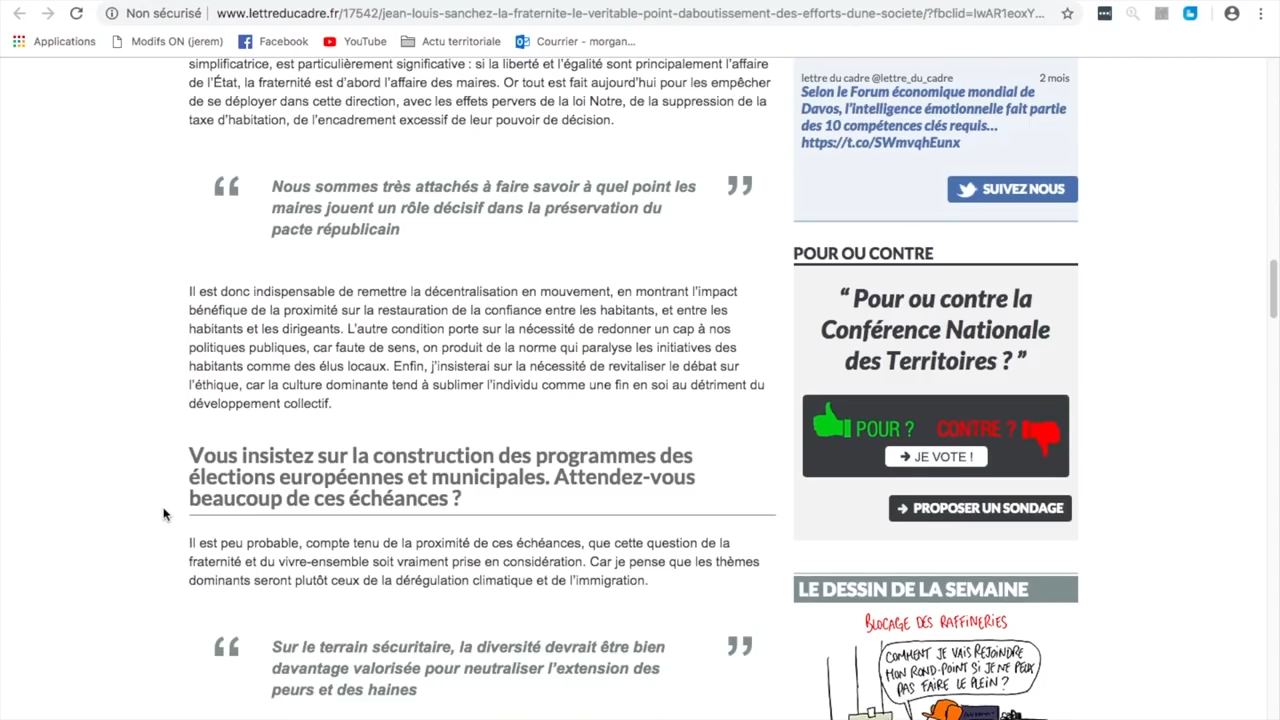 Non sécurisé
www.lettreducadre.fr/17542/jean-louis-sanchez-la-fraternite-le-veritable-point-daboutissement-des-efforts-dune-societe/?fbclid=IwAR1eoxY...
Applications
Modifs ON (jerem)
Facebook
YouTube
Actu territoriale
Courrier - morgan...
simplificatrice, est particulièrement significative : si la liberté et l'égalité sont principalement l'affaire
de l'État, la fraternité est d'abord l'affaire des maires. Or tout est fait aujourd'hui pour les empêcher
de se déployer dans cette direction, avec les effets pervers de la loi Notre, de la suppression de la
taxe d'habitation, de l'encadrement excessif de leur pouvoir de décision.
“ Nous sommes très attachés à faire savoir à quel point les ”
maires jouent un rôle décisif dans la préservation du
pacte républicain
Il est donc indispensable de remettre la décentralisation en mouvement, en montrant l'impact
bénéfique de la proximité sur la restauration de la confiance entre les habitants, et entre les
habitants et les dirigeants. L'autre condition porte sur la nécessité de redonner un cap à nos
politiques publiques, car faute de sens, on produit de la norme qui paralyse les initiatives des
habitants comme des élus locaux. Enfin, j'insisterai sur la nécessité de revitaliser le débat sur
l'éthique, car la culture dominante tend à sublimer l'individu comme une fin en soi au détriment du
développement collectif.
Vous insistez sur la construction des programmes des
élections européennes et municipales. Attendez-vous
beaucoup de ces échéances ?
Il est peu probable, compte tenu de la proximité de ces échéances, que cette question de la
fraternité et du vivre-ensemble soit vraiment prise en considération. Car je pense que les thèmes
dominants seront plutôt ceux de la dérégulation climatique et de l'immigration.
“ Sur le terrain sécuritaire, la diversité devrait être bien ”
davantage valorisée pour neutraliser l'extension des
peurs et des haines
lettre du cadre @lettre_du_cadre
2 mois
Selon le Forum économique mondial de
Davos, l'intelligence émotionnelle fait partie
des 10 compétences clés requis...
https://t.co/SWmvqhEunx
SUIVEZ NOUS
POUR OU CONTRE
“ Pour ou contre la
Conférence Nationale
des Territoires ? ”
POUR ?
CONTRE ?
→ JE VOTE !
→ PROPOSER UN SONDAGE
LE DESSIN DE LA SEMAINE
BLOCAGE DES RAFFINERIES
COMMENT JE VAIS REJOINDRE
MON ROND-POINT SI JE NE PEUX
PAS FAIRE LE PLEIN ?